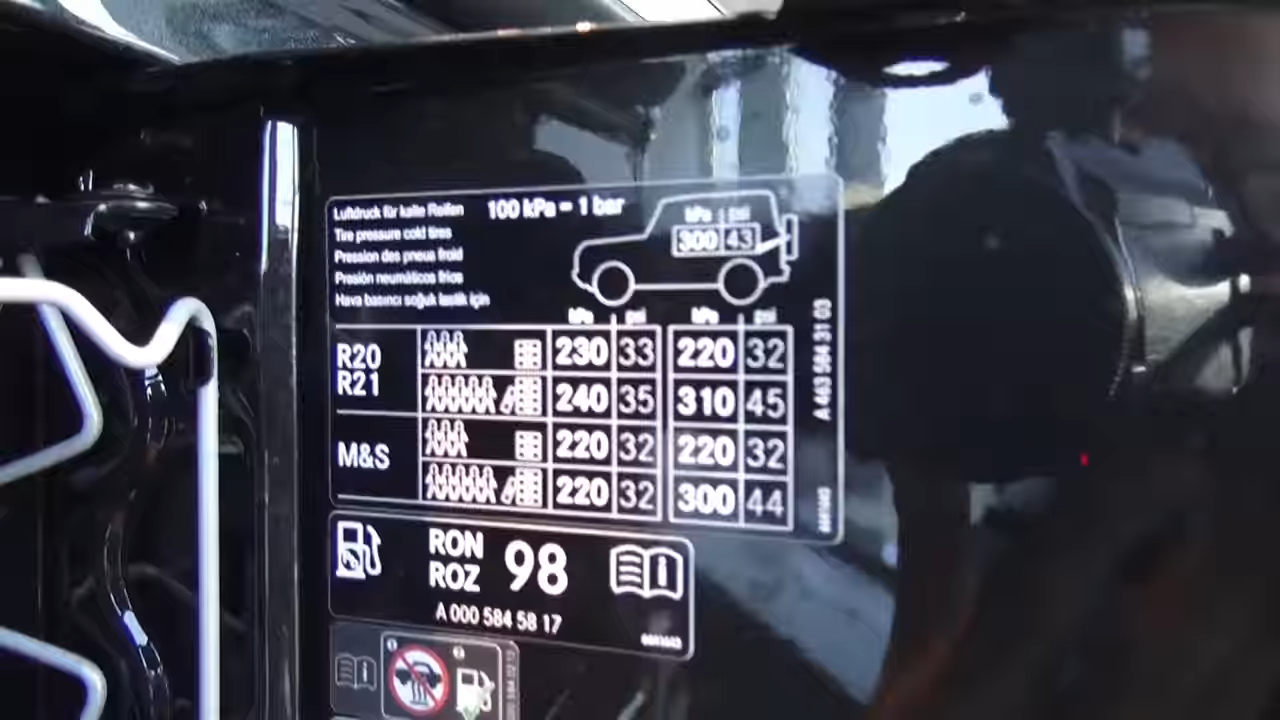 Luftdruck für kalte Reifen
Tire pressure cold tires
Pression des pneus froid
Presión neumáticos frios
Hava basıncı soğuk lastik için
100 kPa = 1 bar
kPa psi
300 43
kPa psi kPa psi
R20
R21
230 33 220 32
240 35 310 45
M&S
220 32 220 32
220 32 300 44
A 463 584 31 03
RON
ROZ
98
i
A 000 584 58 17
i